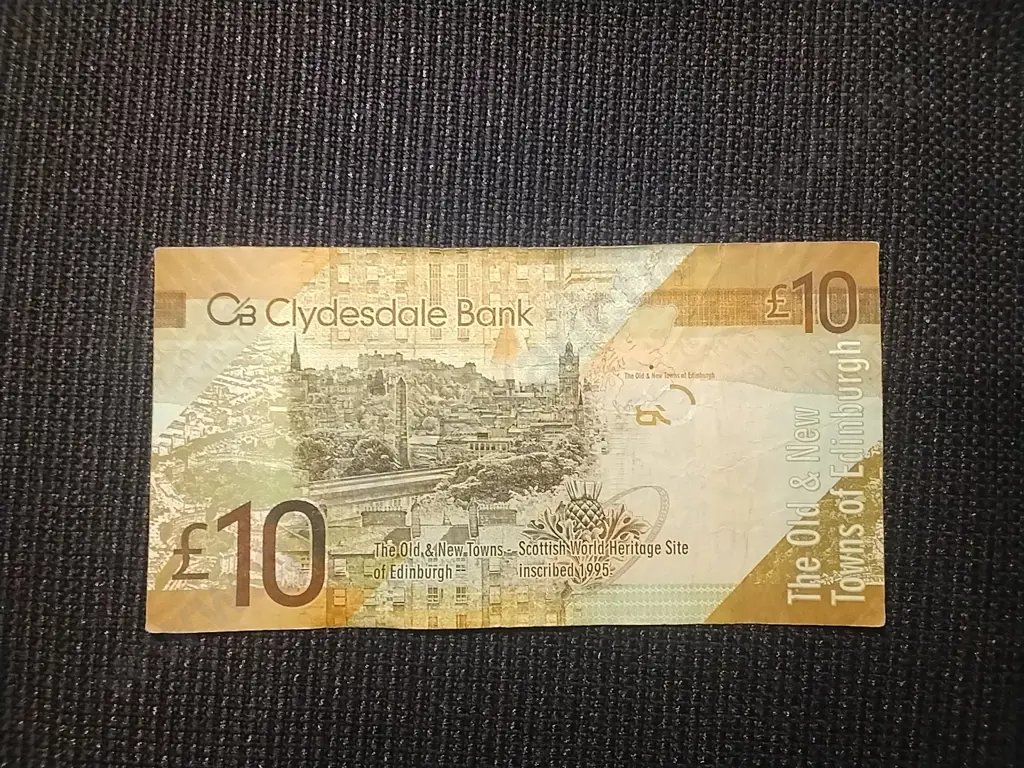 CB Clydesdale Bank
£10
The Old & New Towns of Edinburgh
£10
The Old & New Towns - Scottish World Heritage Site
of Edinburgh inscribed 1995
The Old & New
Towns of Edinburgh